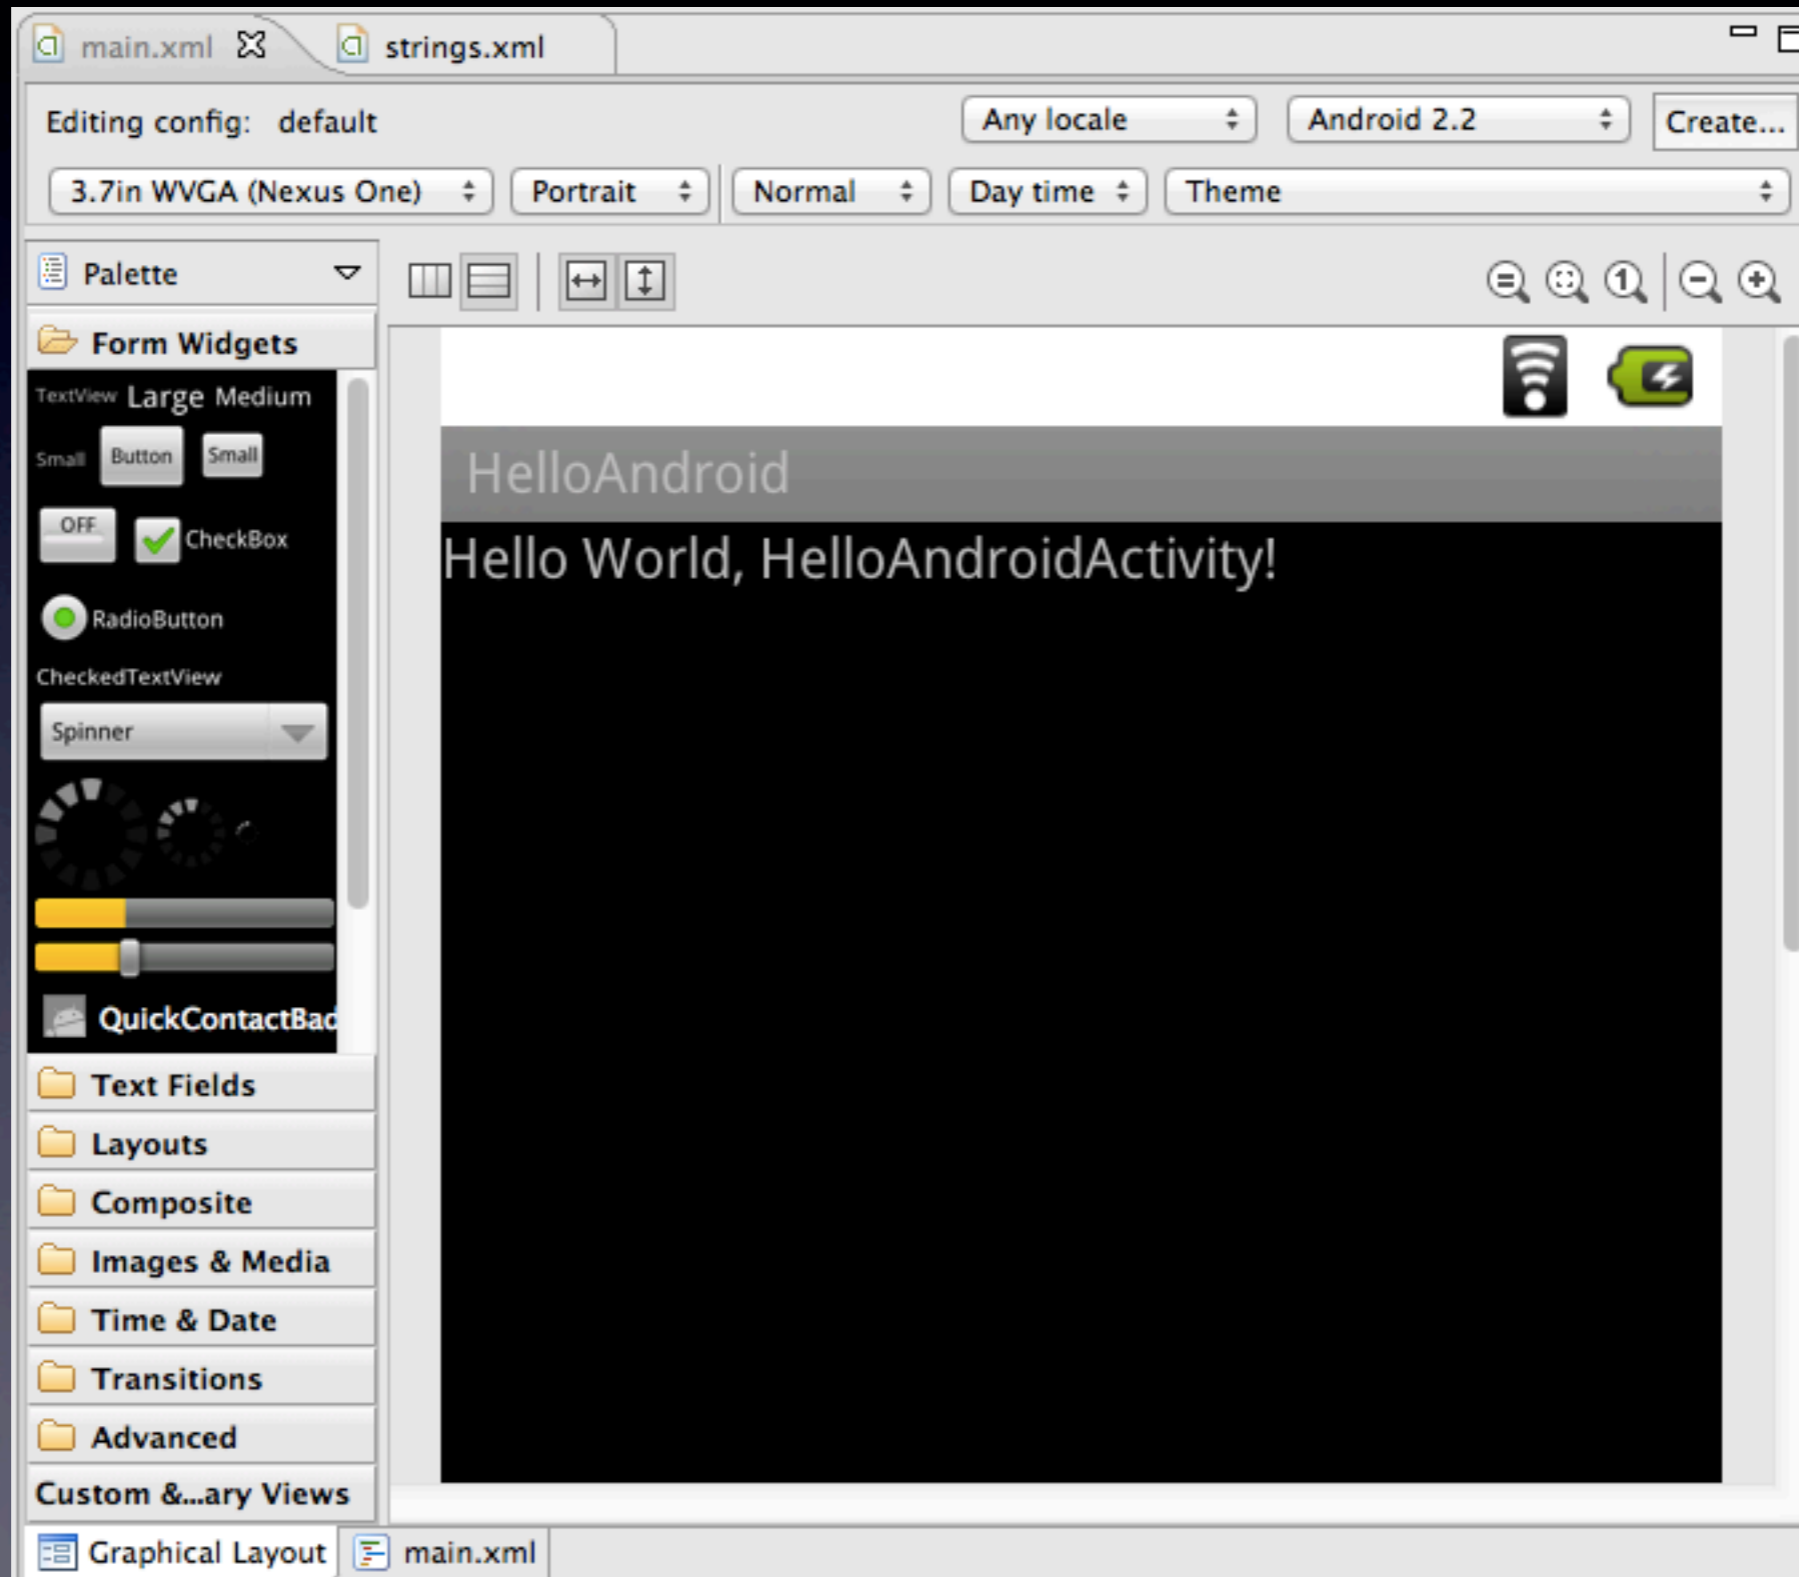 main.xml strings.xml
Editing config: default Any locale Android 2.2 Create...
3.7in WVGA (Nexus One) Portrait Normal Day time Theme
Palette
1
Form Widgets
TextView Large Medium
Small Button Small
OFF CheckBox
RadioButton
CheckedTextView
Spinner
QuickContactBad
Text Fields
Layouts
Composite
Images & Media
Time & Date
Transitions
Advanced
Custom &...ary Views
HelloAndroid
Hello World, HelloAndroidActivity!
Graphical Layout main.xml